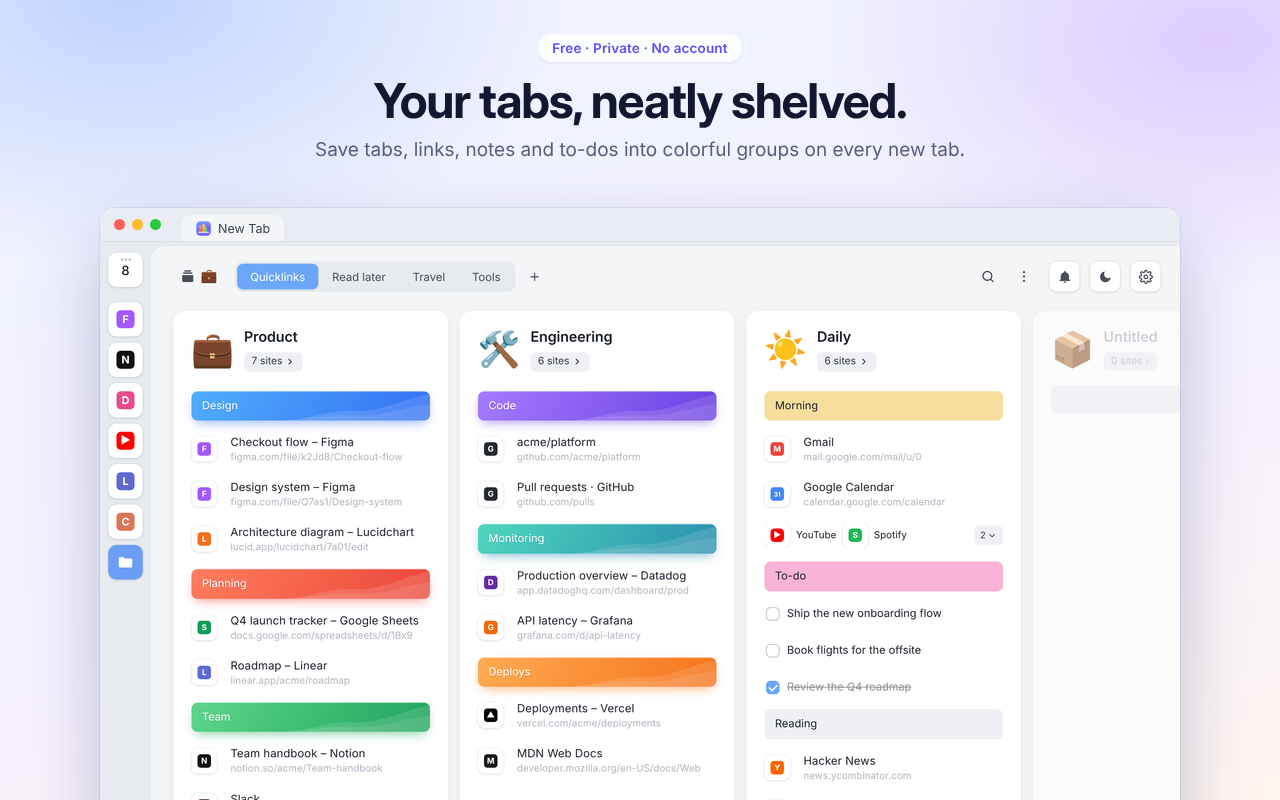 Free · Private · No account
Your tabs, neatly shelved.
Save tabs, links, notes and to-dos into colorful groups on every new tab.
New Tab
8
Quicklinks
Read later
Travel
Tools
F
N
D
L
C
Product
7 sites
Design
F
Checkout flow – Figma
figma.com/file/k2Jd8/Checkout-flow
F
Design system – Figma
figma.com/file/Q7as1/Design-system
L
Architecture diagram – Lucidchart
lucid.app/lucidchart/7a01/edit
Planning
S
Q4 launch tracker – Google Sheets
docs.google.com/spreadsheets/d/1Bx9
L
Roadmap – Linear
linear.app/acme/roadmap
Team
N
Team handbook – Notion
notion.so/acme/Team-handbook
Slack
Engineering
6 sites
Code
G
acme/platform
github.com/acme/platform
G
Pull requests · GitHub
github.com/pulls
Monitoring
D
Production overview – Datadog
app.datadoghq.com/dashboard/prod
G
API latency – Grafana
grafana.com/d/api-latency
Deploys
Deployments – Vercel
vercel.com/acme/deployments
M
MDN Web Docs
developer.mozilla.org/en-US/docs/Web
Daily
6 sites
Morning
M
Gmail
mail.google.com/mail/u/0
31
Google Calendar
calendar.google.com/calendar
YouTube
S
Spotify
2
To-do
Ship the new onboarding flow
Book flights for the offsite
Review the Q4 roadmap
Reading
Y
Hacker News
news.ycombinator.com
Untitled
0 sites